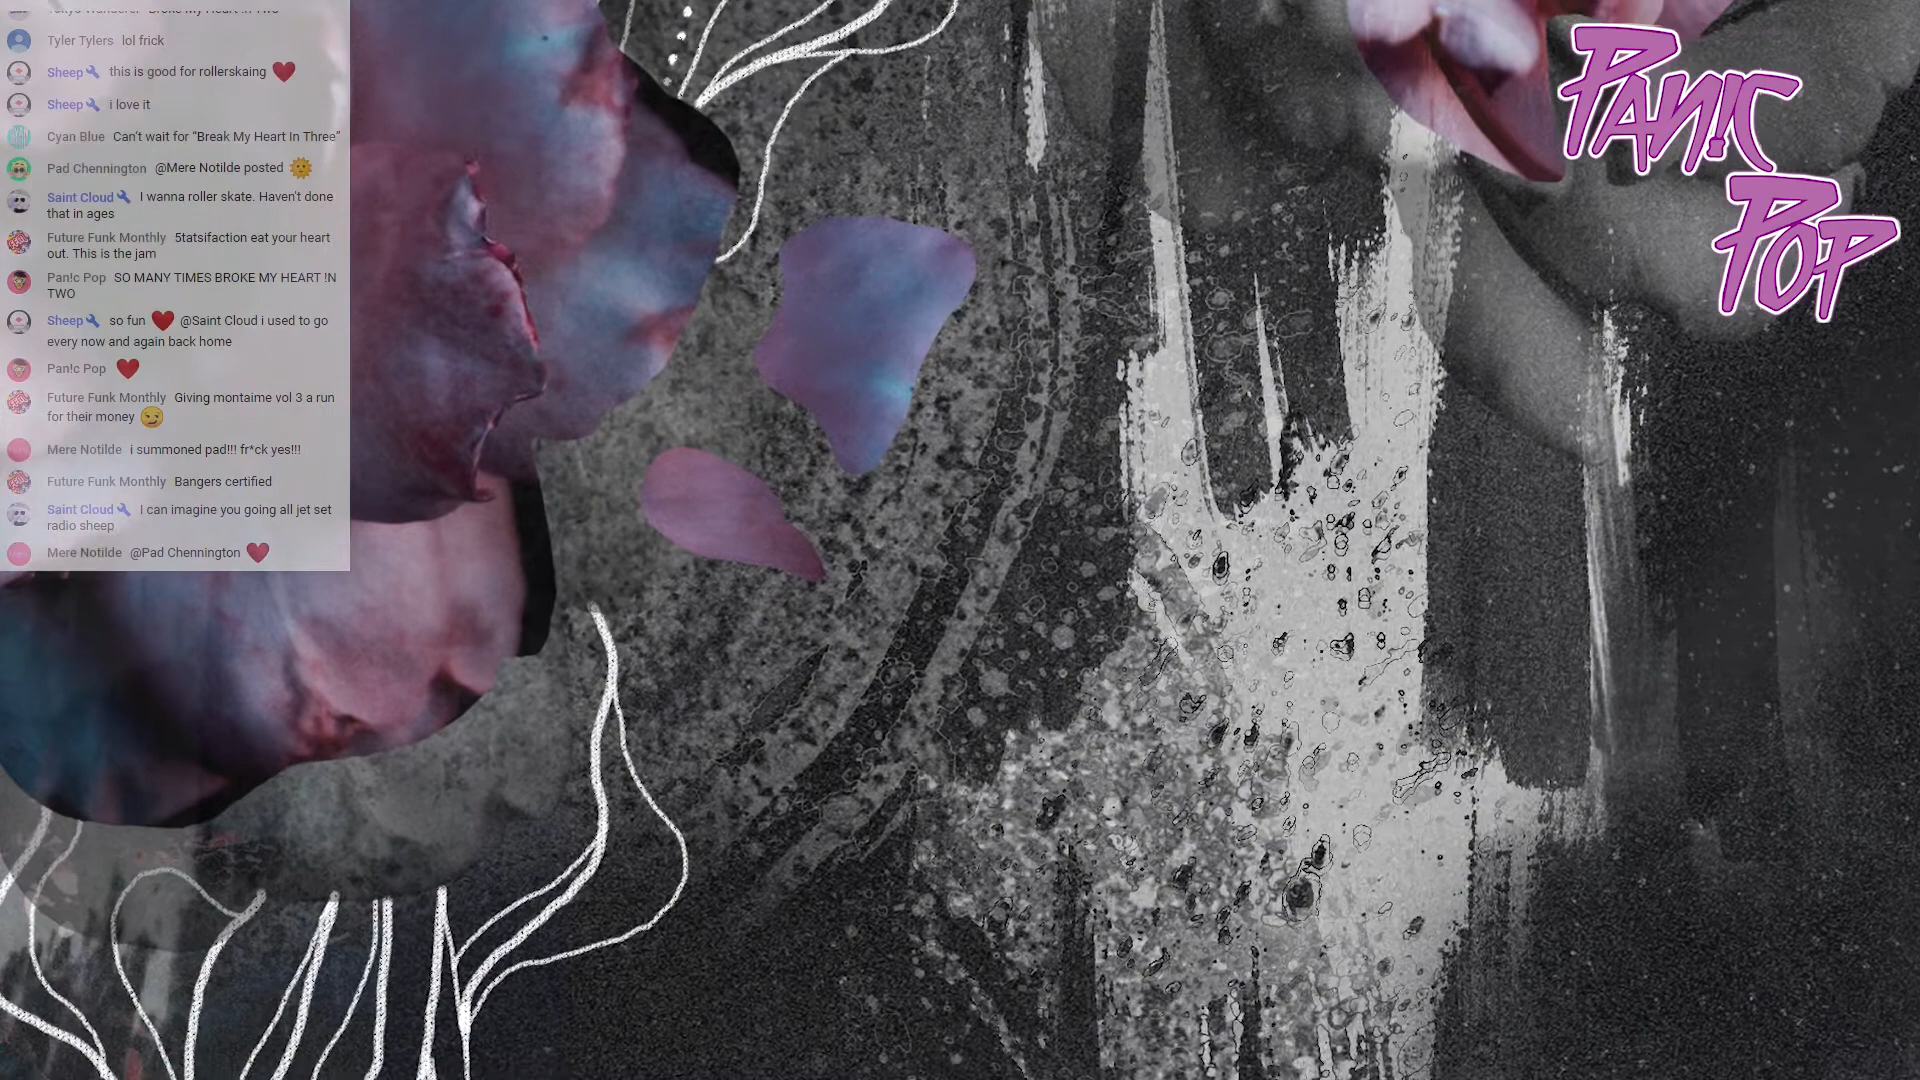 Tokyo Wanderer Broke My Heart !n TWO
Tyler Tylers lol frick
Sheep this is good for rollerskaing
Sheep i love it
Cyan Blue Can't wait for “Break My Heart In Three”
Pad Chennington @Mere Notilde posted
Saint Cloud I wanna roller skate. Haven't done
that in ages
Future Funk Monthly 5tatsifaction eat your heart
out. This is the jam
Pan!c Pop SO MANY TIMES BROKE MY HEART !N
TWO
Sheep so fun @Saint Cloud i used to go
every now and again back home
Pan!c Pop
Future Funk Monthly Giving montaime vol 3 a run
for their money
Mere Notilde i summoned pad!!! fr*ck yes!!!
Future Funk Monthly Bangers certified
Saint Cloud I can imagine you going all jet set
radio sheep
Mere Notilde @Pad Chennington
PAN!C
POP